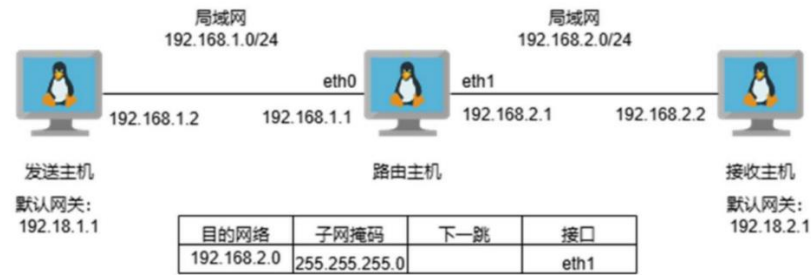 局域网
192.168.1.0/24
局域网
192.168.2.0/24
eth0
eth1
192.168.1.2
192.168.1.1
192.168.2.1
192.168.2.2
发送主机
路由主机
接收主机
默认网关:
192.18.1.1
默认网关:
192.18.2.1
目的网络 子网掩码 下一跳 接口
192.168.2.0 255.255.255.0 eth1